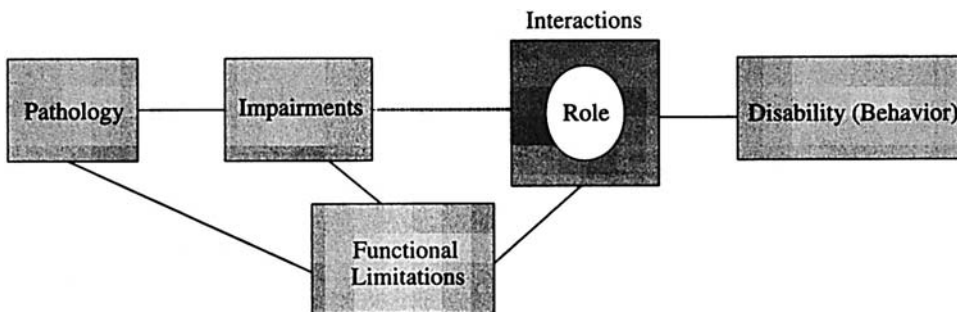 Interactions
Pathology
Impairments
Role
Disability (Behavior)
Functional
Limitations